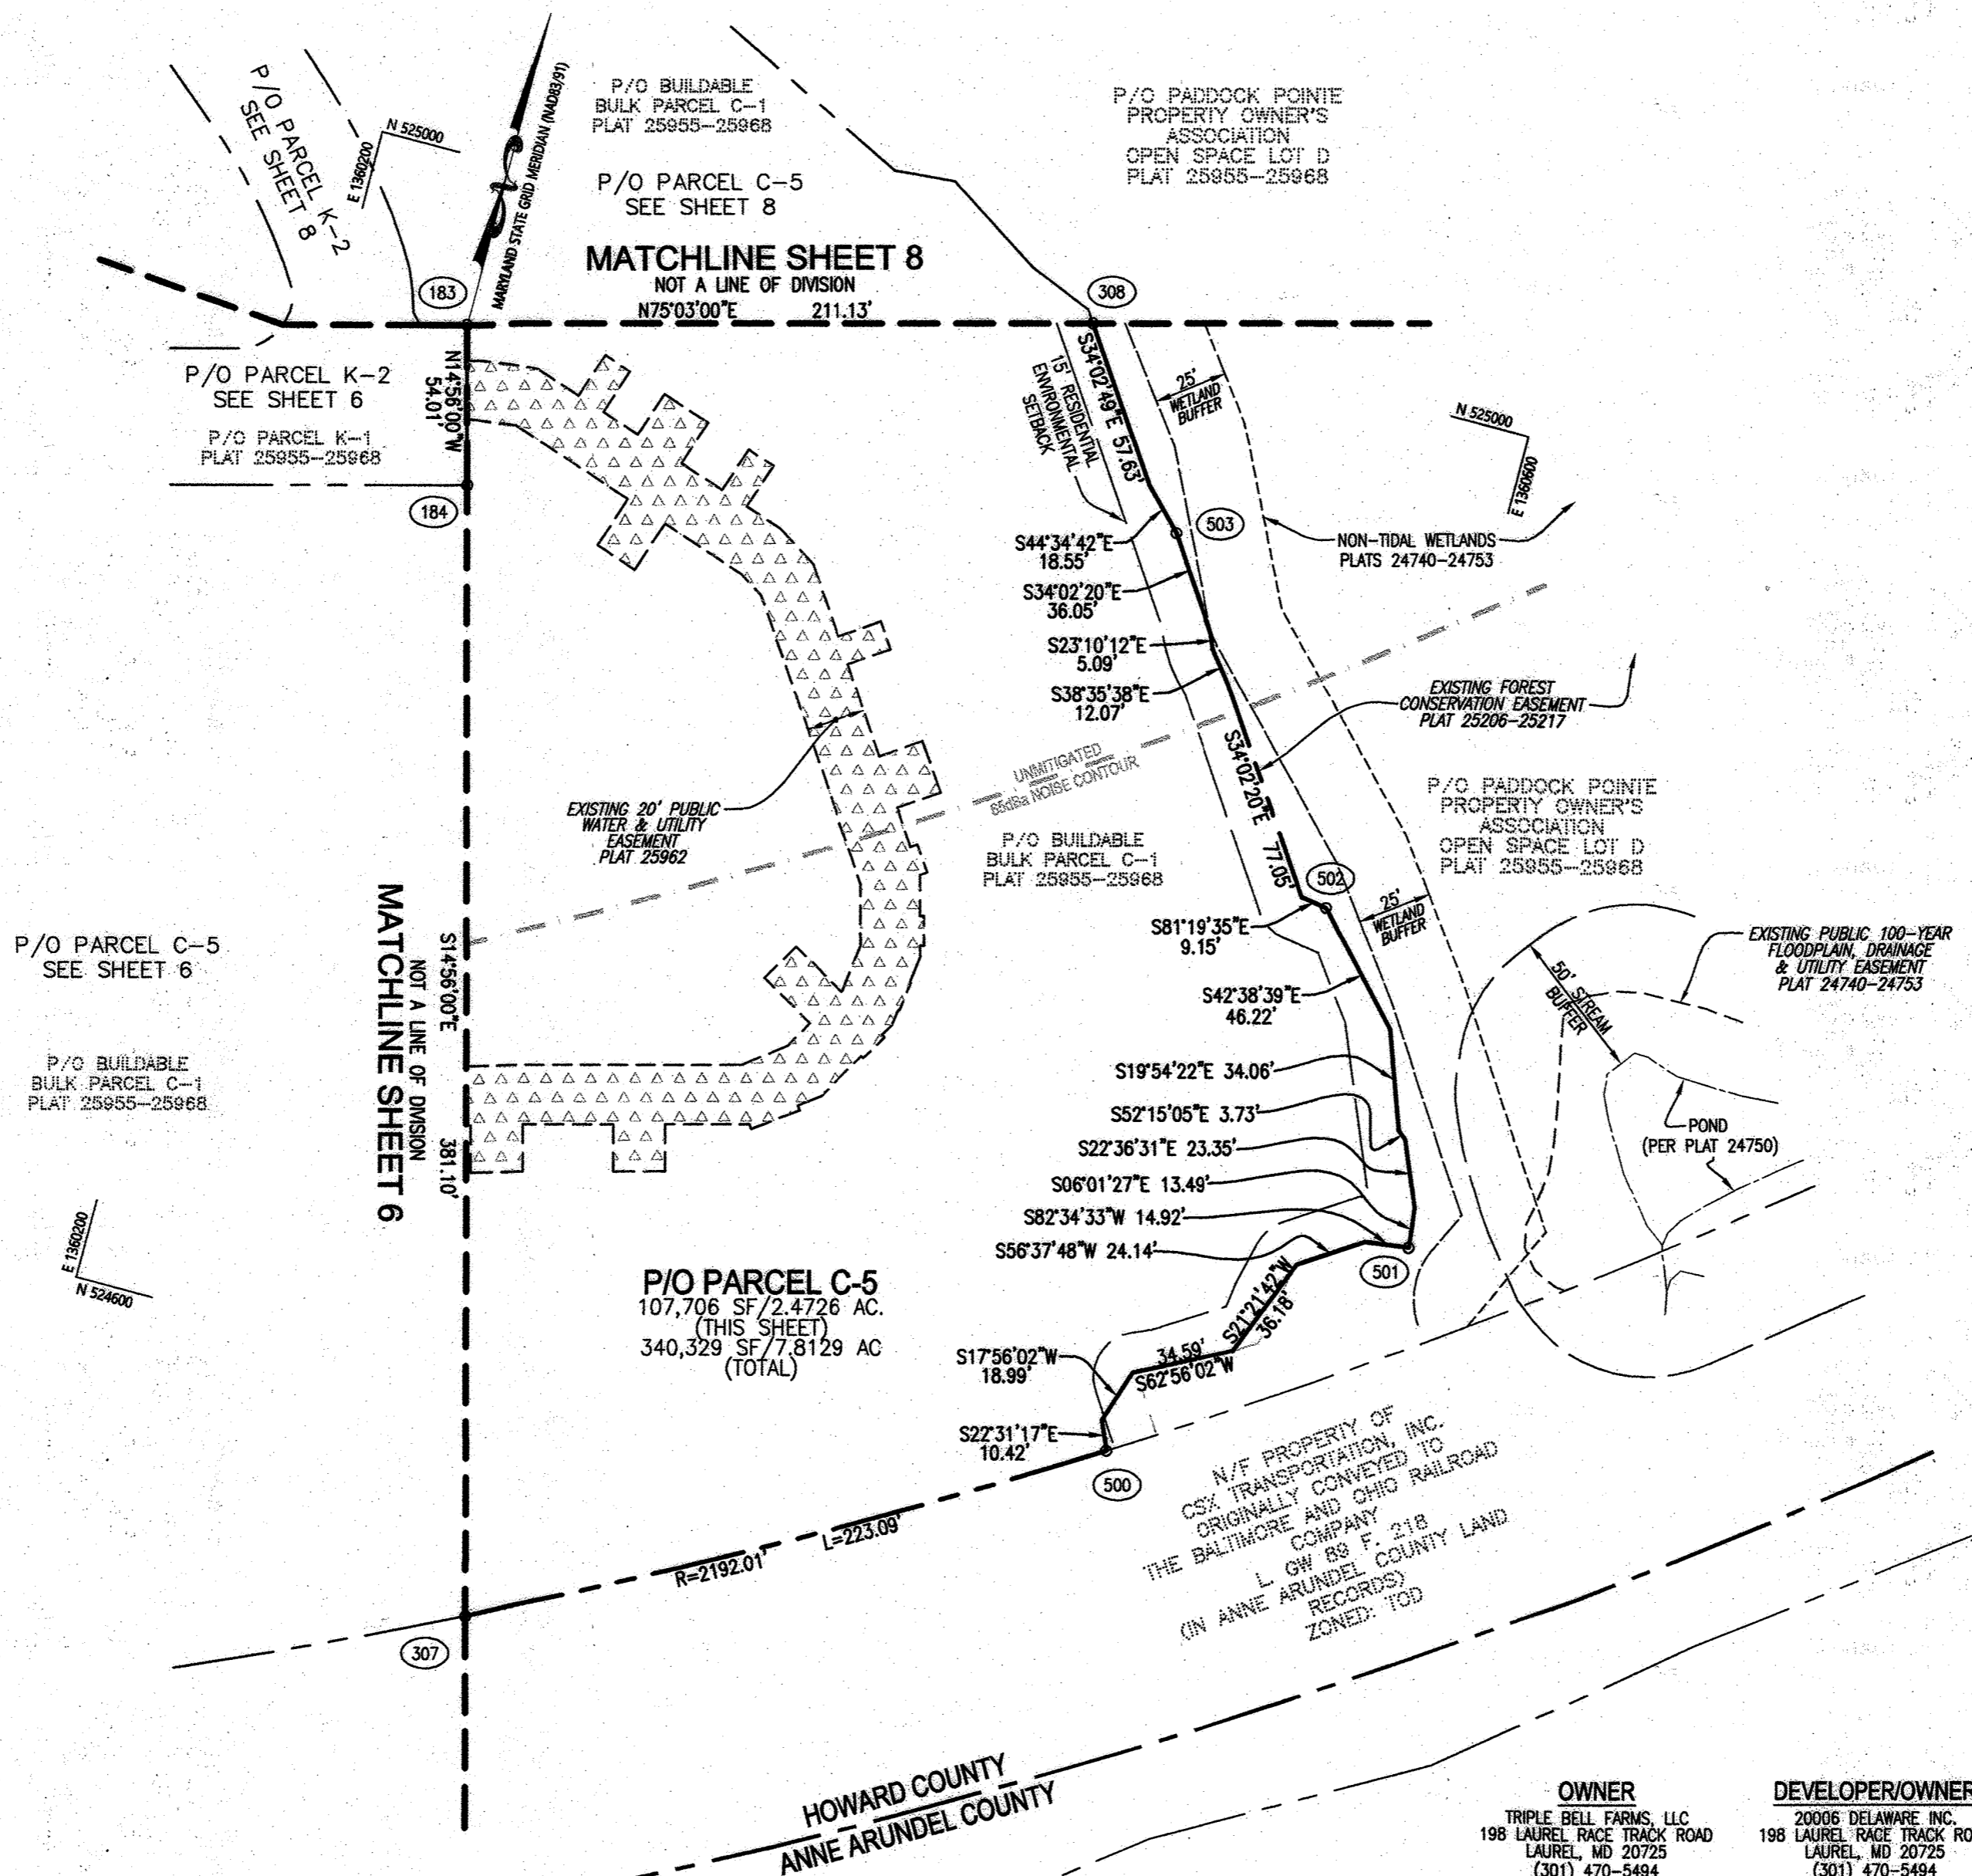 P/O PARCEL K-2
SEE SHEET 8
N 525000
E 1360200
MARYLAND STATE GRID MERIDIAN (NAD83/91)
P/O BUILDABLE
BULK PARCEL C-1
PLAT 25955-25968
P/O PARCEL C-5
SEE SHEET 8
P/O PADDOCK POINTE
PROPERTY OWNER'S
ASSOCIATION
OPEN SPACE LOT D
PLAT 25955-25968
MATCHLINE SHEET 8
NOT A LINE OF DIVISION
N75°03'00"E 211.13'
183
308
P/O PARCEL K-2
SEE SHEET 6
P/O PARCEL K-1
PLAT 25955-25968
N14°56'00"W
54.01'
184
15' RESIDENTIAL
ENVIRONMENTAL
SETBACK
S34°02'49"E 57.63'
25'
WETLAND
BUFFER
N 525000
E 1360600
503
S44°34'42"E
18.55'
S34°02'20"E
36.05'
S23°10'12"E
5.09'
S38°35'38"E
12.07'
NON-TIDAL WETLANDS
PLATS 24740-24753
EXISTING FOREST
CONSERVATION EASEMENT
PLAT 25206-25217
S34°02'20"E 77.05'
UNMITIGATED
65dBa NOISE CONTOUR
EXISTING 20' PUBLIC
WATER & UTILITY
EASEMENT
PLAT 25962
P/O BUILDABLE
BULK PARCEL C-1
PLAT 25955-25968
P/O PADDOCK POINTE
PROPERTY OWNER'S
ASSOCIATION
OPEN SPACE LOT D
PLAT 25955-25968
502
25'
WETLAND
BUFFER
S81°19'35"E
9.15'
S42°38'39"E
46.22'
50' STREAM
BUFFER
EXISTING PUBLIC 100-YEAR
FLOODPLAIN, DRAINAGE
& UTILITY EASEMENT
PLAT 24740-24753
P/O PARCEL C-5
SEE SHEET 6
P/O BUILDABLE
BULK PARCEL C-1
PLAT 25955-25968
MATCHLINE SHEET 6
NOT A LINE OF DIVISION
S14°56'00"E 381.10'
S19°54'22"E 34.06'
S52°15'05"E 3.73'
S22°36'31"E 23.35'
S06°01'27"E 13.49'
S82°34'33"W 14.92'
S56°37'48"W 24.14'
POND
(PER PLAT 24750)
501
E 1360200
N 524600
P/O PARCEL C-5
107,706 SF/2.4726 AC.
(THIS SHEET)
340,329 SF/7.8129 AC
(TOTAL)
S21°21'42"W
36.18'
34.59'
S62°56'02"W
S17°56'02"W
18.99'
S22°31'17"E
10.42'
500
L=223.09'
R=2192.01'
307
N/F PROPERTY OF
CSX TRANSPORTATION, INC.
ORIGINALLY CONVEYED TO
THE BALTIMORE AND OHIO RAILROAD
COMPANY
L. GW 89 F. 218
(IN ANNE ARUNDEL COUNTY LAND
RECORDS)
ZONED: TOD
HOWARD COUNTY
ANNE ARUNDEL COUNTY
OWNER
TRIPLE BELL FARMS, LLC
198 LAUREL RACE TRACK ROAD
LAUREL, MD 20725
(301) 470-5494
DEVELOPER/OWNER
20006 DELAWARE INC.
198 LAUREL RACE TRACK RO
LAUREL, MD 20725
(301) 470-5494